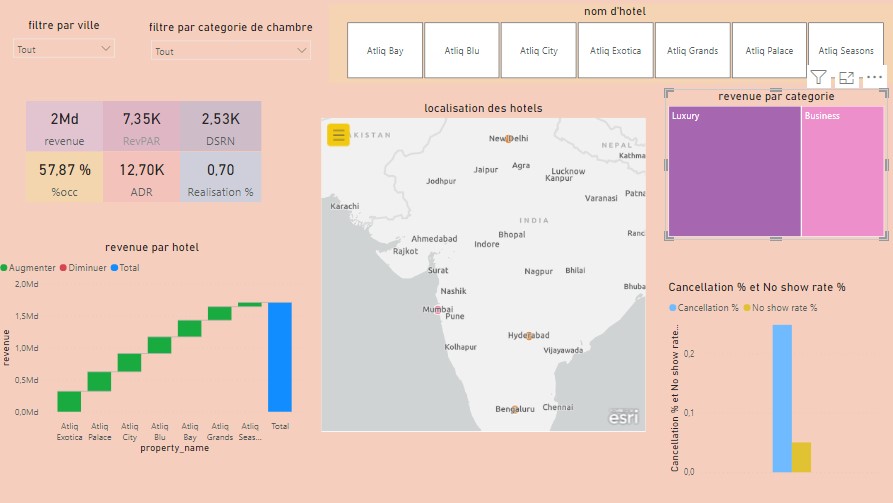 filtre par ville
Tout
filtre par categorie de chambre
Tout
nom d'hotel
Atliq Bay
Atliq Blu
Atliq City
Atliq Exotica
Atliq Grands
Atliq Palace
Atliq Seasons
2Md
revenue
7,35K
RevPAR
2,53K
DSRN
57,87 %
%occ
12,70K
ADR
0,70
Realisation %
revenue par hotel
Augmenter
Diminuer
Total
2,0Md
1,5Md
1,0Md
0,5Md
0,0Md
revenue
Atliq
Exotica
Atliq
Palace
Atliq
City
Atliq
Blu
Atliq
Bay
Atliq
Grands
Atliq
Seas...
Total
property_name
localisation des hotels
KISTAN
New Delhi
NEPAL
Kathma
Jaipur
Agra
Lucknow
Kanpur
Jodhpur
Varanasi
Patna
Karachi
INDIA
Ranc
Ahmedabad
Bhopal
Indore
Rajkot
Surat
Nagpur
Bhilai
Nashik
Bhuba
Mumbai
Pune
Hyderabad
Kolhapur
Vijayawada
Bengaluru
Chennai
esri
revenue par categorie
Luxury
Business
Cancellation % et No show rate %
Cancellation %
No show rate %
Cancellation % et No show rate...
0,2
0,1
0,0